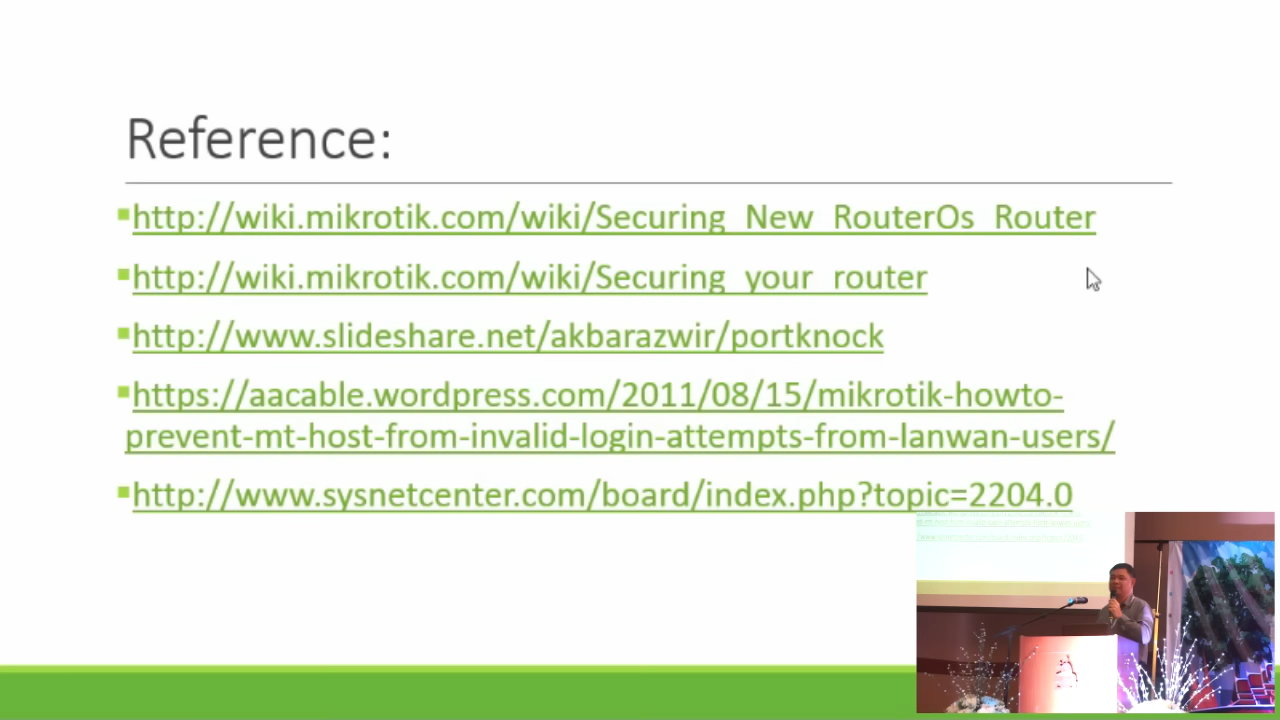 Reference:
http://wiki.mikrotik.com/wiki/Securing_New_RouterOs_Router
http://wiki.mikrotik.com/wiki/Securing_your_router
http://www.slideshare.net/akbarazwir/portknock
https://aacable.wordpress.com/2011/08/15/mikrotik-howto-
prevent-mt-host-from-invalid-login-attempts-from-lanwan-users/
http://www.sysnetcenter.com/board/index.php?topic=2204.0